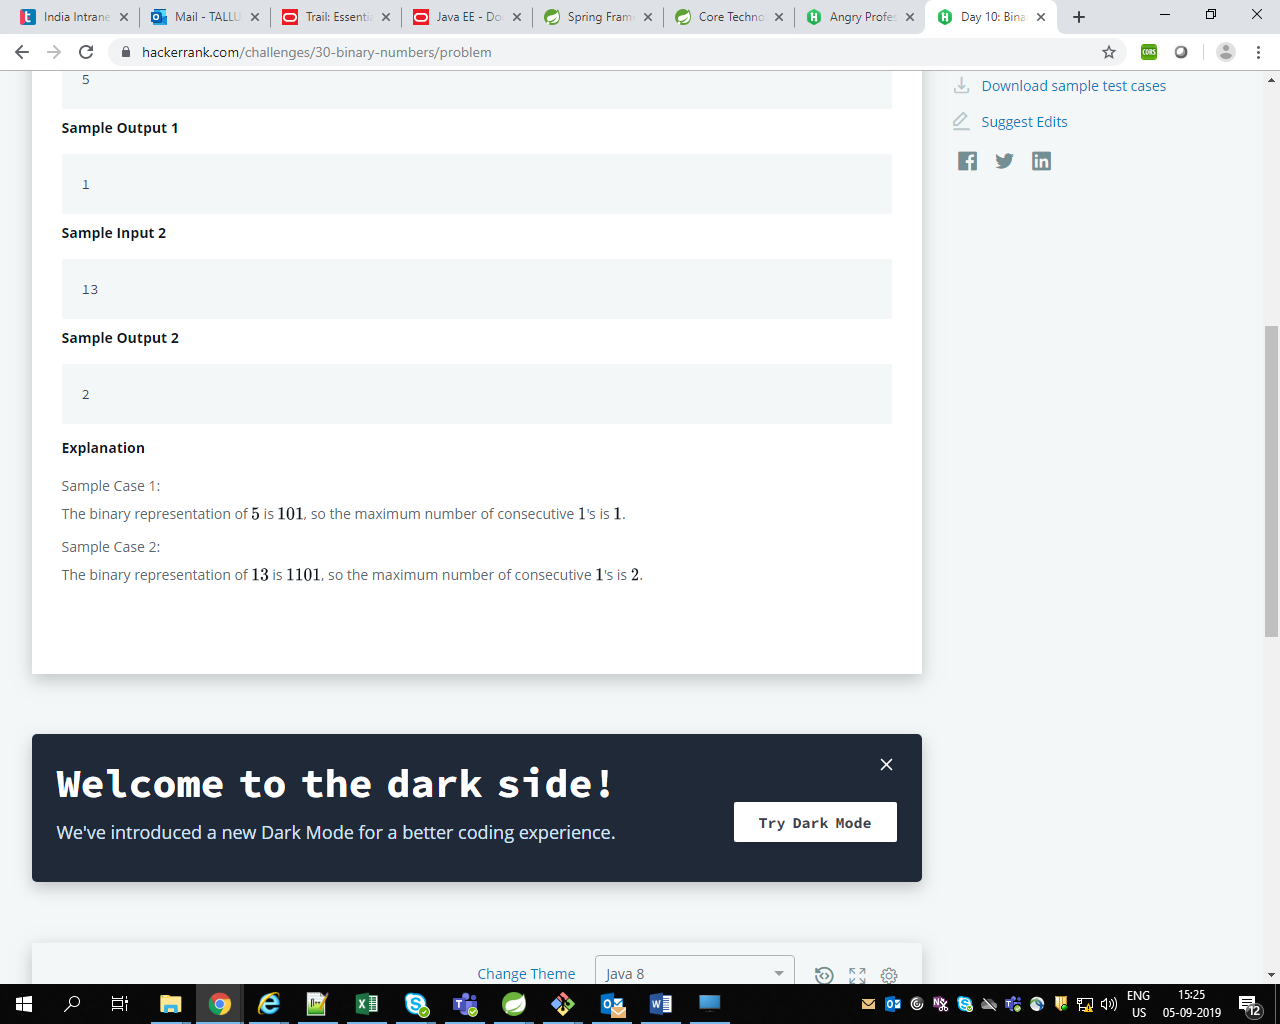 India Intrane
Mail - TALLU
Trail: Essentia
Java EE - Do
Spring Fram
Core Techno
Angry Profes
Day 10: Bina
hackerrank.com/challenges/30-binary-numbers/problem
CORS
5
Download sample test cases
Sample Output 1
Suggest Edits
1
Sample Input 2
13
Sample Output 2
2
Explanation
Sample Case 1:
The binary representation of 5 is 101, so the maximum number of consecutive 1's is 1.
Sample Case 2:
The binary representation of 13 is 1101, so the maximum number of consecutive 1's is 2.
Welcome to the dark side!
We've introduced a new Dark Mode for a better coding experience.
Try Dark Mode
Change Theme
Java 8
ENG
US
15:25
05-09-2019
12